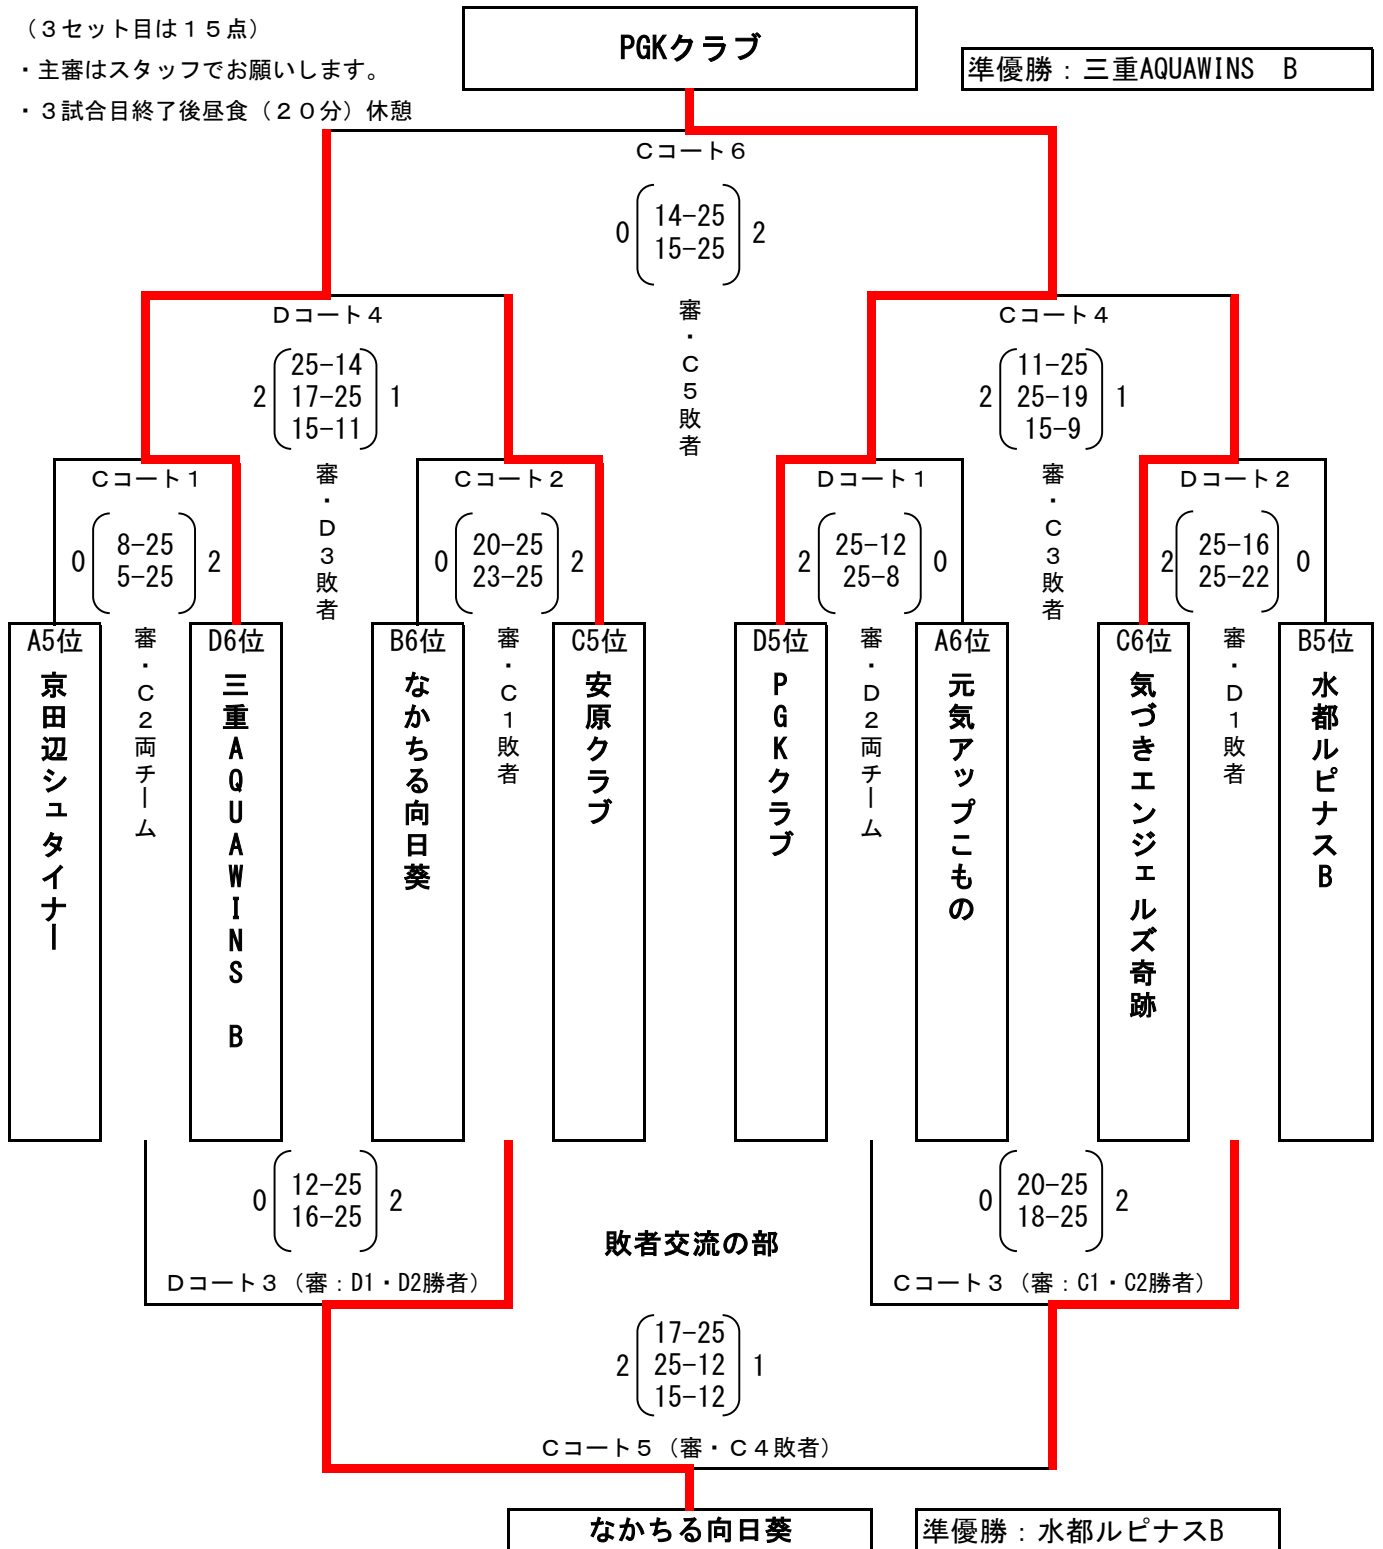 （３セット目は１５点）
・主審はスタッフでお願いします。
・３試合目終了後昼食（２０分）休憩
PGKクラブ
準優勝：三重AQUAWINS　B
Ｃコート６
0
14-25
15-25
2
審・Ｃ５敗者
Ｄコート４
2
25-14
17-25
15-11
1
審・Ｄ３敗者
Ｃコート４
2
11-25
25-19
15-9
1
審・Ｃ３敗者
Ｃコート１
0
8-25
5-25
2
審・Ｃ２両チーム
Ｃコート２
0
20-25
23-25
2
審・Ｃ１敗者
Ｄコート１
2
25-12
25-8
0
審・Ｄ２両チーム
Ｄコート２
2
25-16
25-22
0
審・Ｄ１敗者
A5位
京田辺シュタイナー
D6位
三重AQUAWINS　B
B6位
なかちる向日葵
C5位
安原クラブ
D5位
PGKクラブ
A6位
元気アップこもの
C6位
気づきエンジェルズ奇跡
B5位
水都ルピナスB
0
12-25
16-25
2
Ｄコート３（審：D1・D2勝者）
敗者交流の部
0
20-25
18-25
2
Ｃコート３（審：C1・C2勝者）
2
17-25
25-12
15-12
1
Ｃコート５（審・Ｃ４敗者）
なかちる向日葵
準優勝：水都ルピナスB